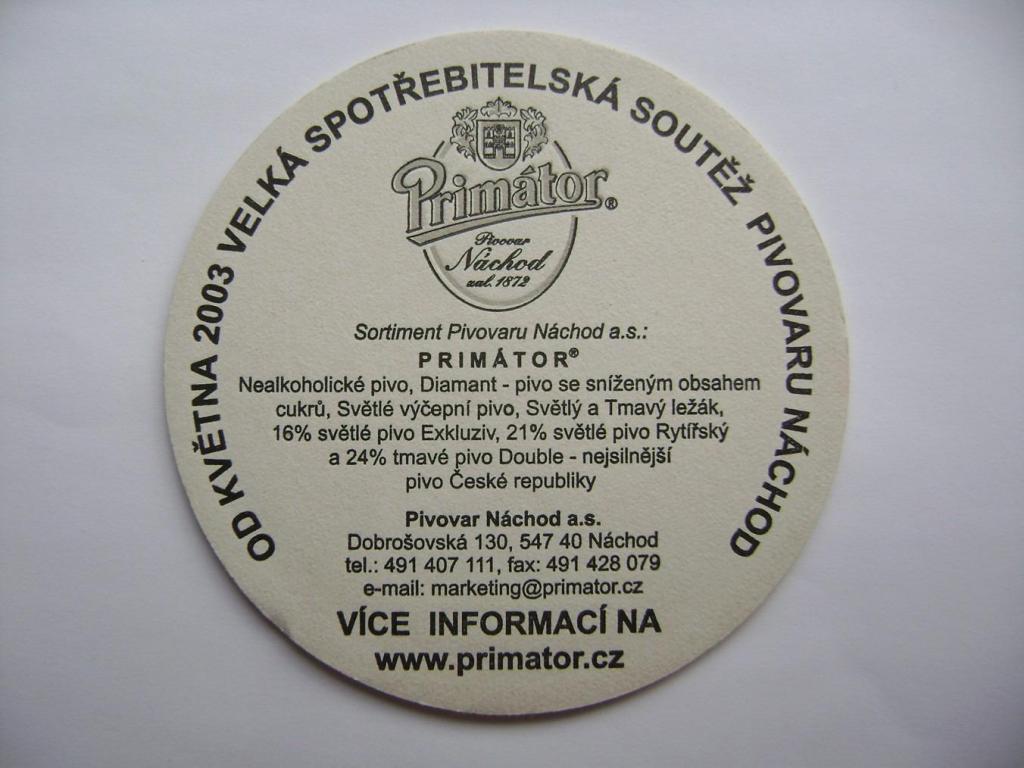 OD KVĚTNA 2003 VELKÁ SPOTŘEBITELSKÁ SOUTĚŽ PIVOVARU NÁCHOD
Primátor®
Pivovar
Náchod
zal. 1872
Sortiment Pivovaru Náchod a.s.:
PRIMÁTOR®
Nealkoholické pivo, Diamant - pivo se sníženým obsahem
cukrů, Světlé výčepní pivo, Světlý a Tmavý ležák,
16% světlé pivo Exkluziv, 21% světlé pivo Rytířský
a 24% tmavé pivo Double - nejsilnější
pivo České republiky
Pivovar Náchod a.s.
Dobrošovská 130, 547 40 Náchod
tel.: 491 407 111, fax: 491 428 079
e-mail: marketing@primator.cz
VÍCE INFORMACÍ NA
www.primator.cz